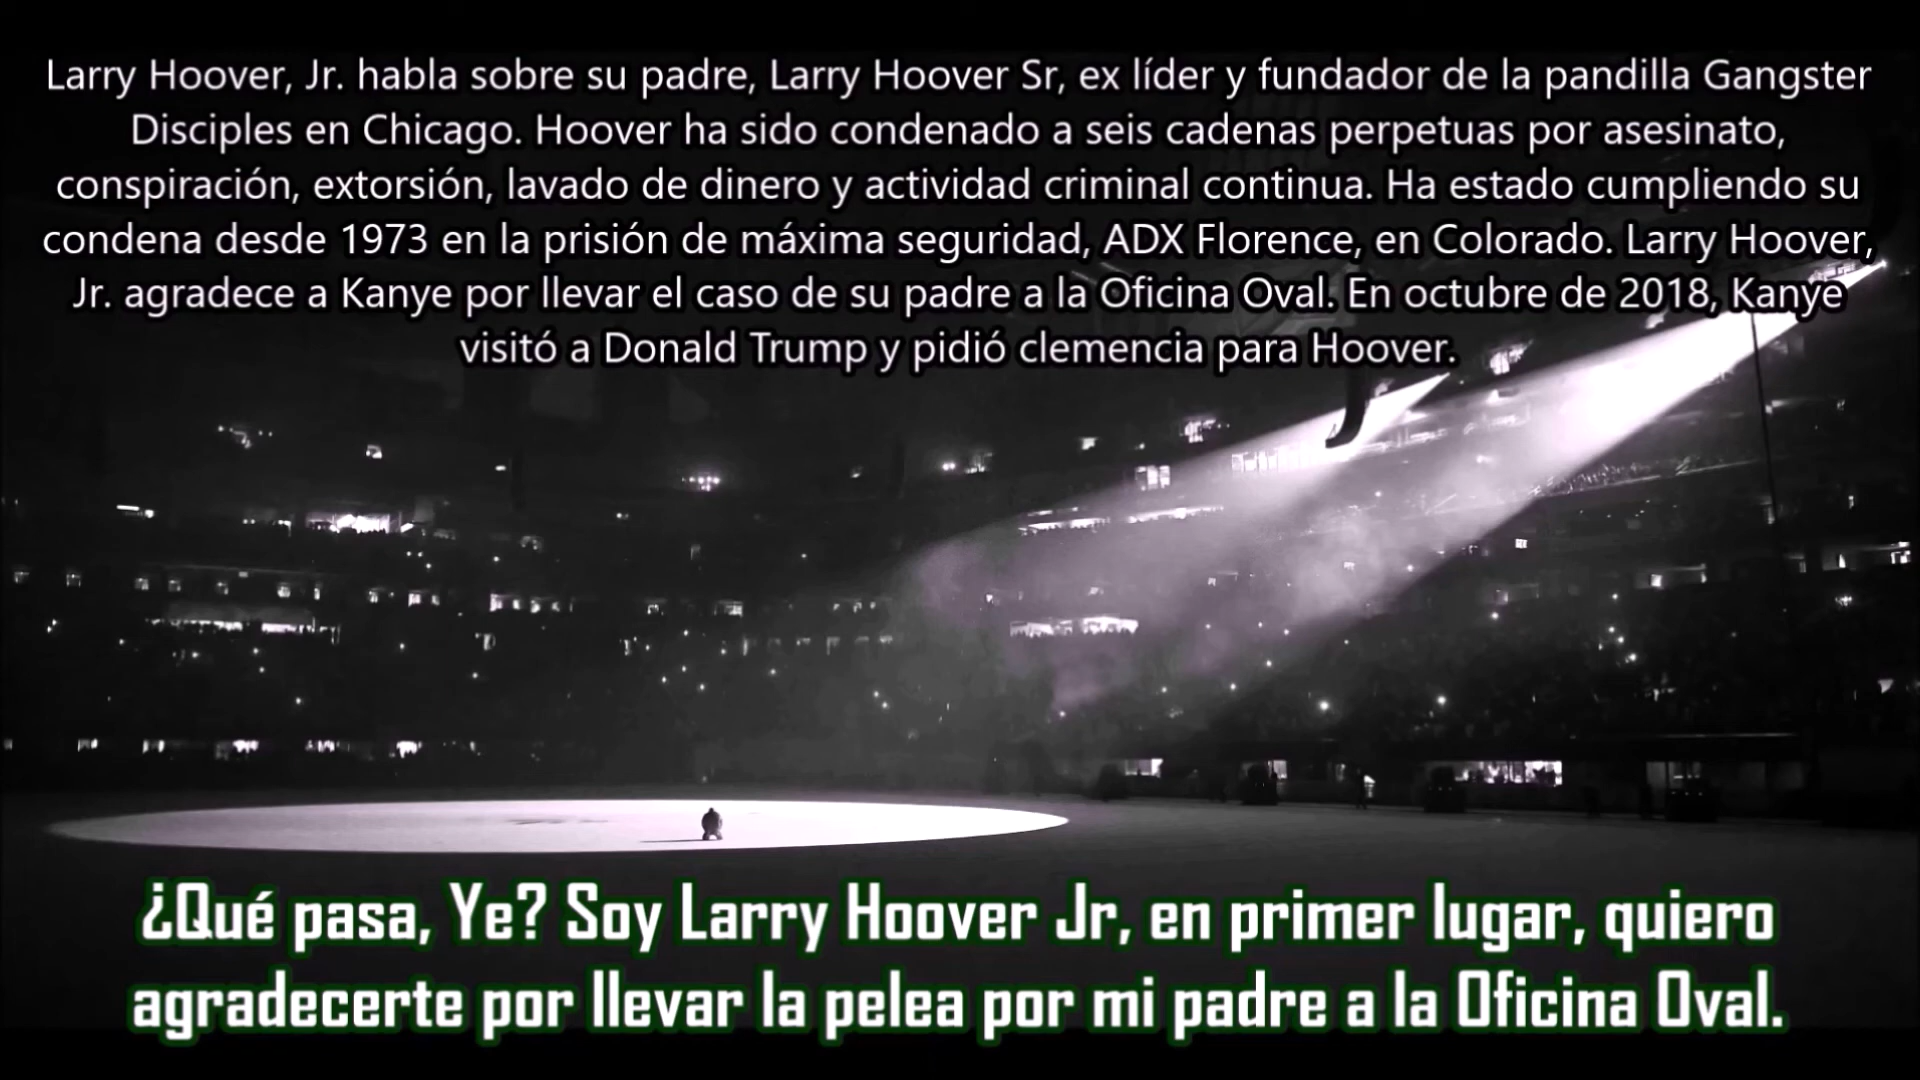 Larry Hoover, Jr. habla sobre su padre, Larry Hoover Sr, ex líder y fundador de la pandilla Gangster
Disciples en Chicago. Hoover ha sido condenado a seis cadenas perpetuas por asesinato,
conspiración, extorsión, lavado de dinero y actividad criminal continua. Ha estado cumpliendo su
condena desde 1973 en la prisión de máxima seguridad, ADX Florence, en Colorado. Larry Hoover,
Jr. agradece a Kanye por llevar el caso de su padre a la Oficina Oval. En octubre de 2018, Kanye
visitó a Donald Trump y pidió clemencia para Hoover.
¿Qué pasa, Ye? Soy Larry Hoover Jr, en primer lugar, quiero
agradecerte por llevar la pelea por mi padre a la Oficina Oval.